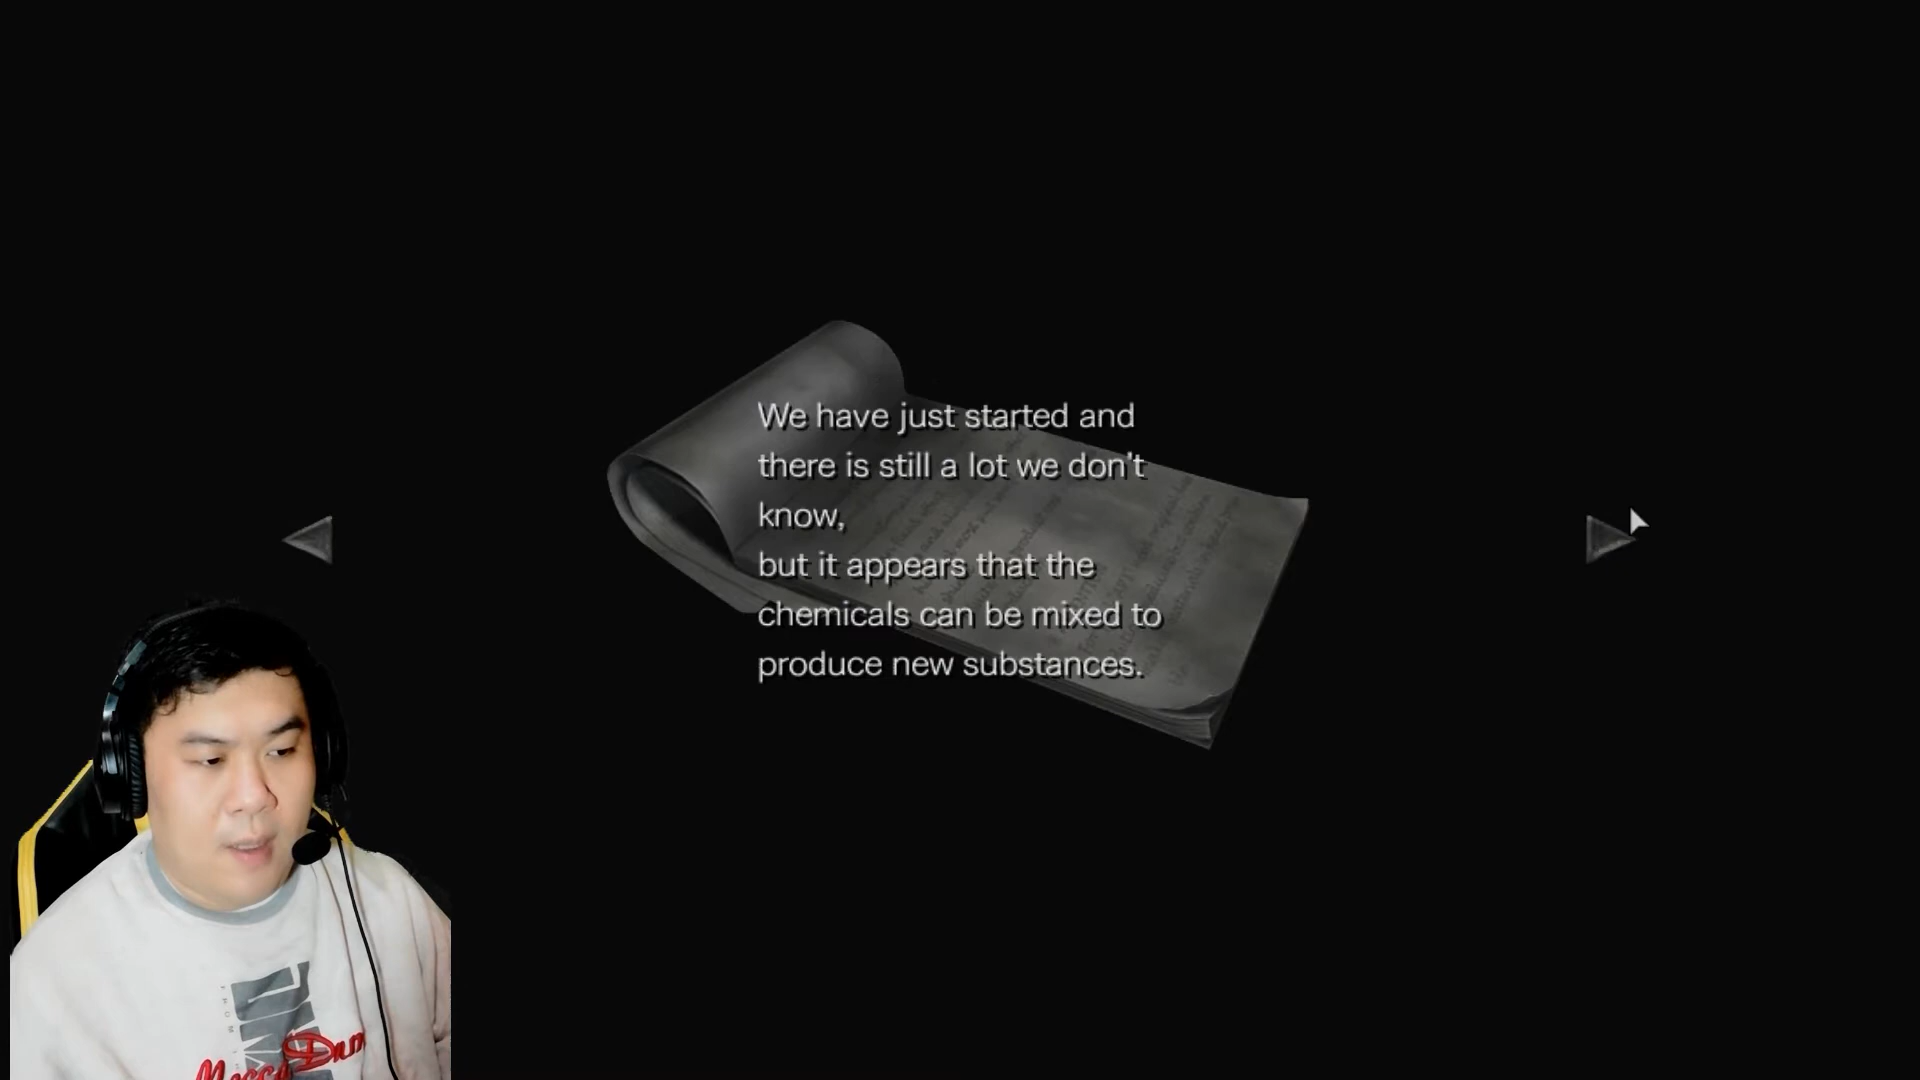 We have just started and
there is still a lot we don't
know,
but it appears that the
chemicals can be mixed to
produce new substances.